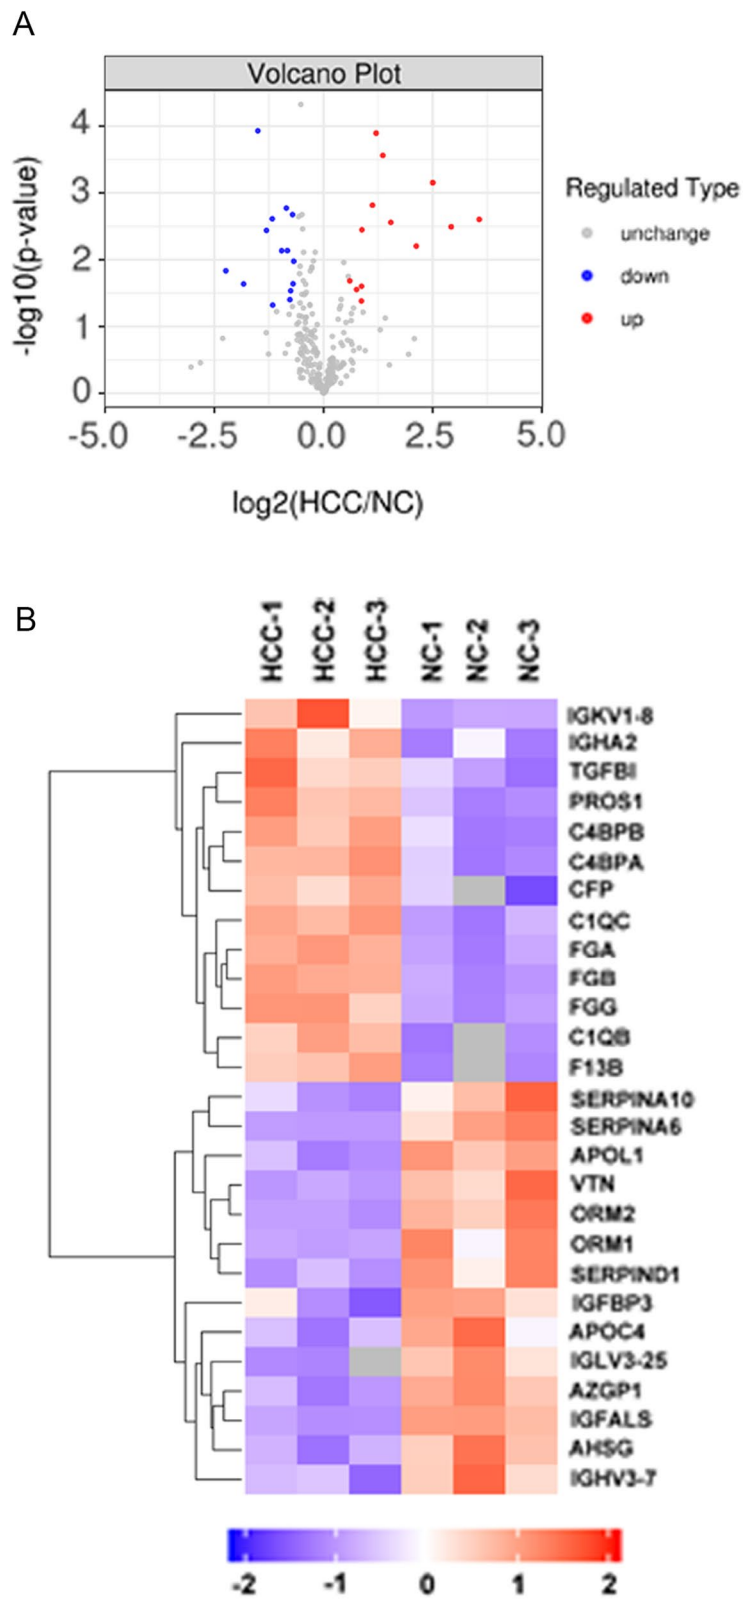 A
Volcano Plot
4
3
2
1
0
-log10(p-value)
-5.0 -2.5 0.0 2.5 5.0
log2(HCC/NC)
Regulated Type
unchange
down
up
B
HCC-1 HCC-2 HCC-3 NC-1 NC-2 NC-3
IGKV1-8
IGHA2
TGFBI
PROS1
C4BPB
C4BPA
CFP
C1QC
FGA
FGB
FGG
C1QB
F13B
SERPINA10
SERPINA6
APOL1
VTN
ORM2
ORM1
SERPIND1
IGFBP3
APOC4
IGLV3-25
AZGP1
IGFALS
AHSG
IGHV3-7
-2 -1 0 1 2